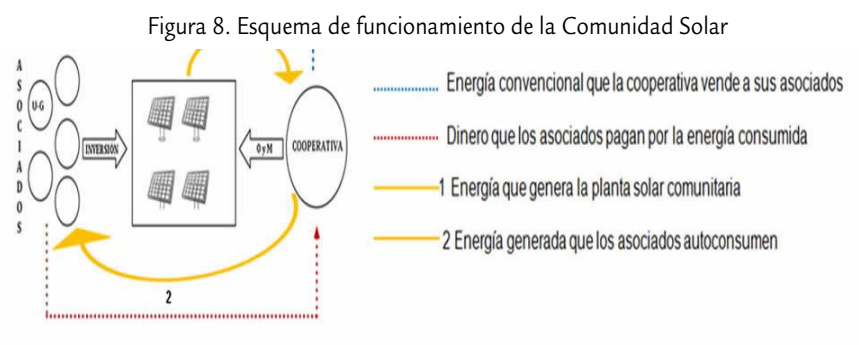 Figura 8. Esquema de funcionamiento de la Comunidad Solar
ASOCIADOS
U-G
INVERSIÓN
O y M
COOPERATIVA
2
Energía convencional que la cooperativa vende a sus asociados
Dinero que los asociados pagan por la energía consumida
1 Energía que genera la planta solar comunitaria
2 Energía generada que los asociados autoconsumen